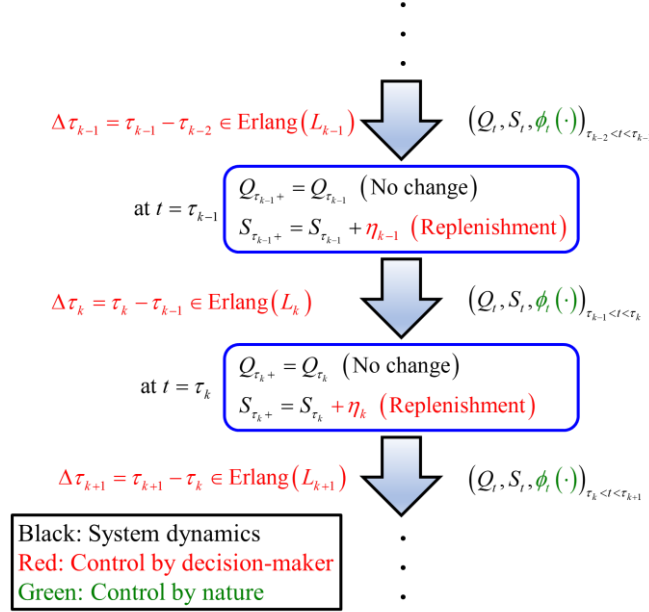 Δτ_{k−1} = τ_{k−1} − τ_{k−2} ∈ Erlang(L_{k−1}) (Q_t, S_t, ϕ_t(·))_{τ_{k−2}<t<τ_{k−}}
at t = τ_{k−1}
Q_{τ_{k−1}+} = Q_{τ_{k−1}} (No change)
S_{τ_{k−1}+} = S_{τ_{k−1}} + η_{k−1} (Replenishment)
Δτ_k = τ_k − τ_{k−1} ∈ Erlang(L_k) (Q_t, S_t, ϕ_t(·))_{τ_{k−1}<t<τ_k}
at t = τ_k
Q_{τ_k+} = Q_{τ_k} (No change)
S_{τ_k+} = S_{τ_k} + η_k (Replenishment)
Δτ_{k+1} = τ_{k+1} − τ_k ∈ Erlang(L_{k+1}) (Q_t, S_t, ϕ_t(·))_{τ_k<t<τ_{k+1}}
Black: System dynamics
Red: Control by decision-maker
Green: Control by nature